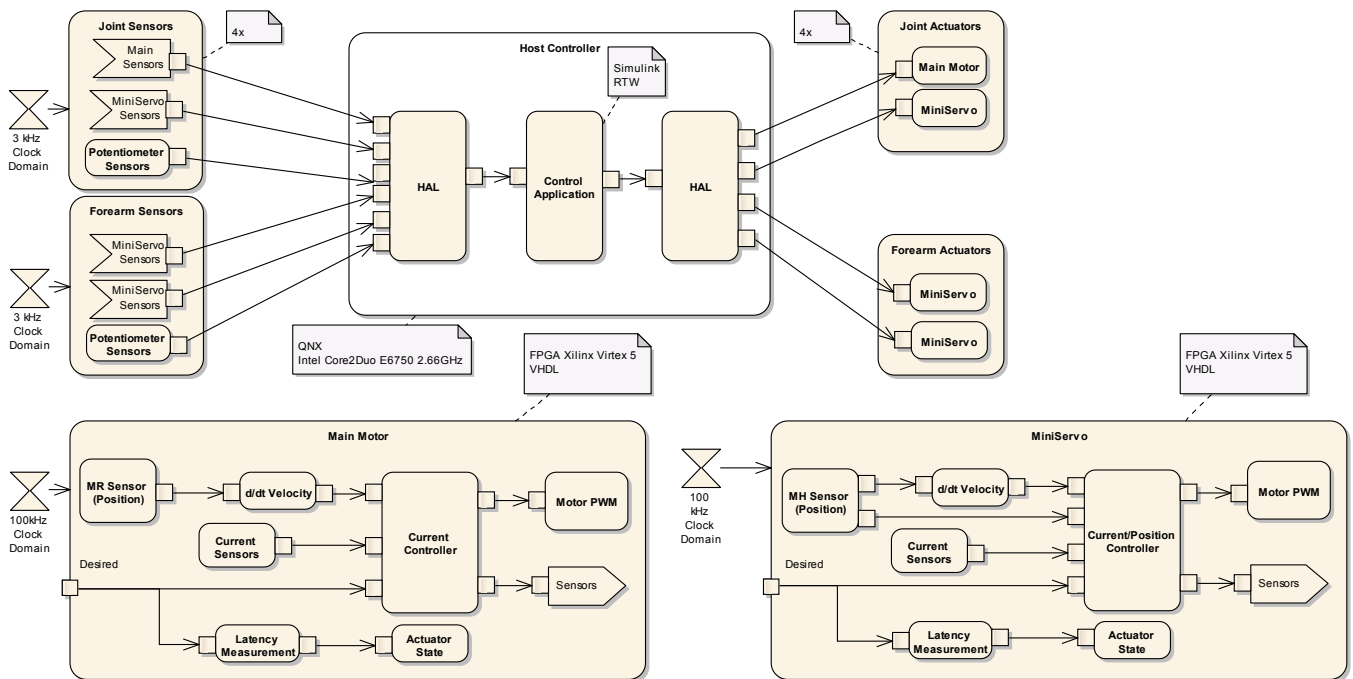 Joint Sensors
Main
Sensors
MiniServo
Sensors
Potentiometer
Sensors
4x
3 kHz
Clock
Domain
Forearm Sensors
MiniServo
Sensors
MiniServo
Sensors
Potentiometer
Sensors
3 kHz
Clock
Domain
Host Controller
Simulink
RTW
HAL
Control
Application
HAL
QNX
Intel Core2Duo E6750 2.66GHz
4x
Joint Actuators
Main Motor
MiniServo
Forearm Actuators
MiniServo
MiniServo
FPGA Xilinx Virtex 5
VHDL
Main Motor
100kHz
Clock
Domain
MR Sensor
(Position)
d/dt Velocity
Current
Sensors
Current
Controller
Motor PWM
Desired
Sensors
Latency
Measurement
Actuator
State
FPGA Xilinx Virtex 5
VHDL
MiniServo
100
kHz
Clock
Domain
MH Sensor
(Position)
d/dt Velocity
Current
Sensors
Current/Position
Controller
Motor PWM
Desired
Sensors
Latency
Measurement
Actuator
State